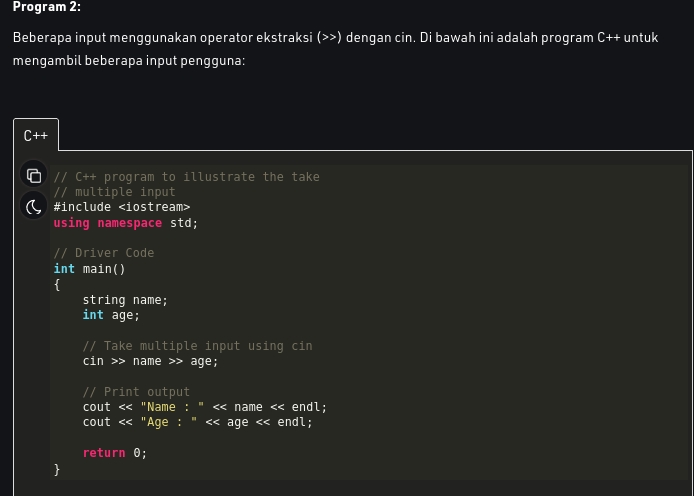 Program 2:
Beberapa input menggunakan operator ekstraksi (>>) dengan cin. Di bawah ini adalah program C++ untuk
mengambil beberapa input pengguna:
C++
// C++ program to illustrate the take
// multiple input
#include <iostream>
using namespace std;
// Driver Code
int main()
{
    string name;
    int age;
    // Take multiple input using cin
    cin >> name >> age;
    // Print output
    cout << "Name : " << name << endl;
    cout << "Age : " << age << endl;
    return 0;
}